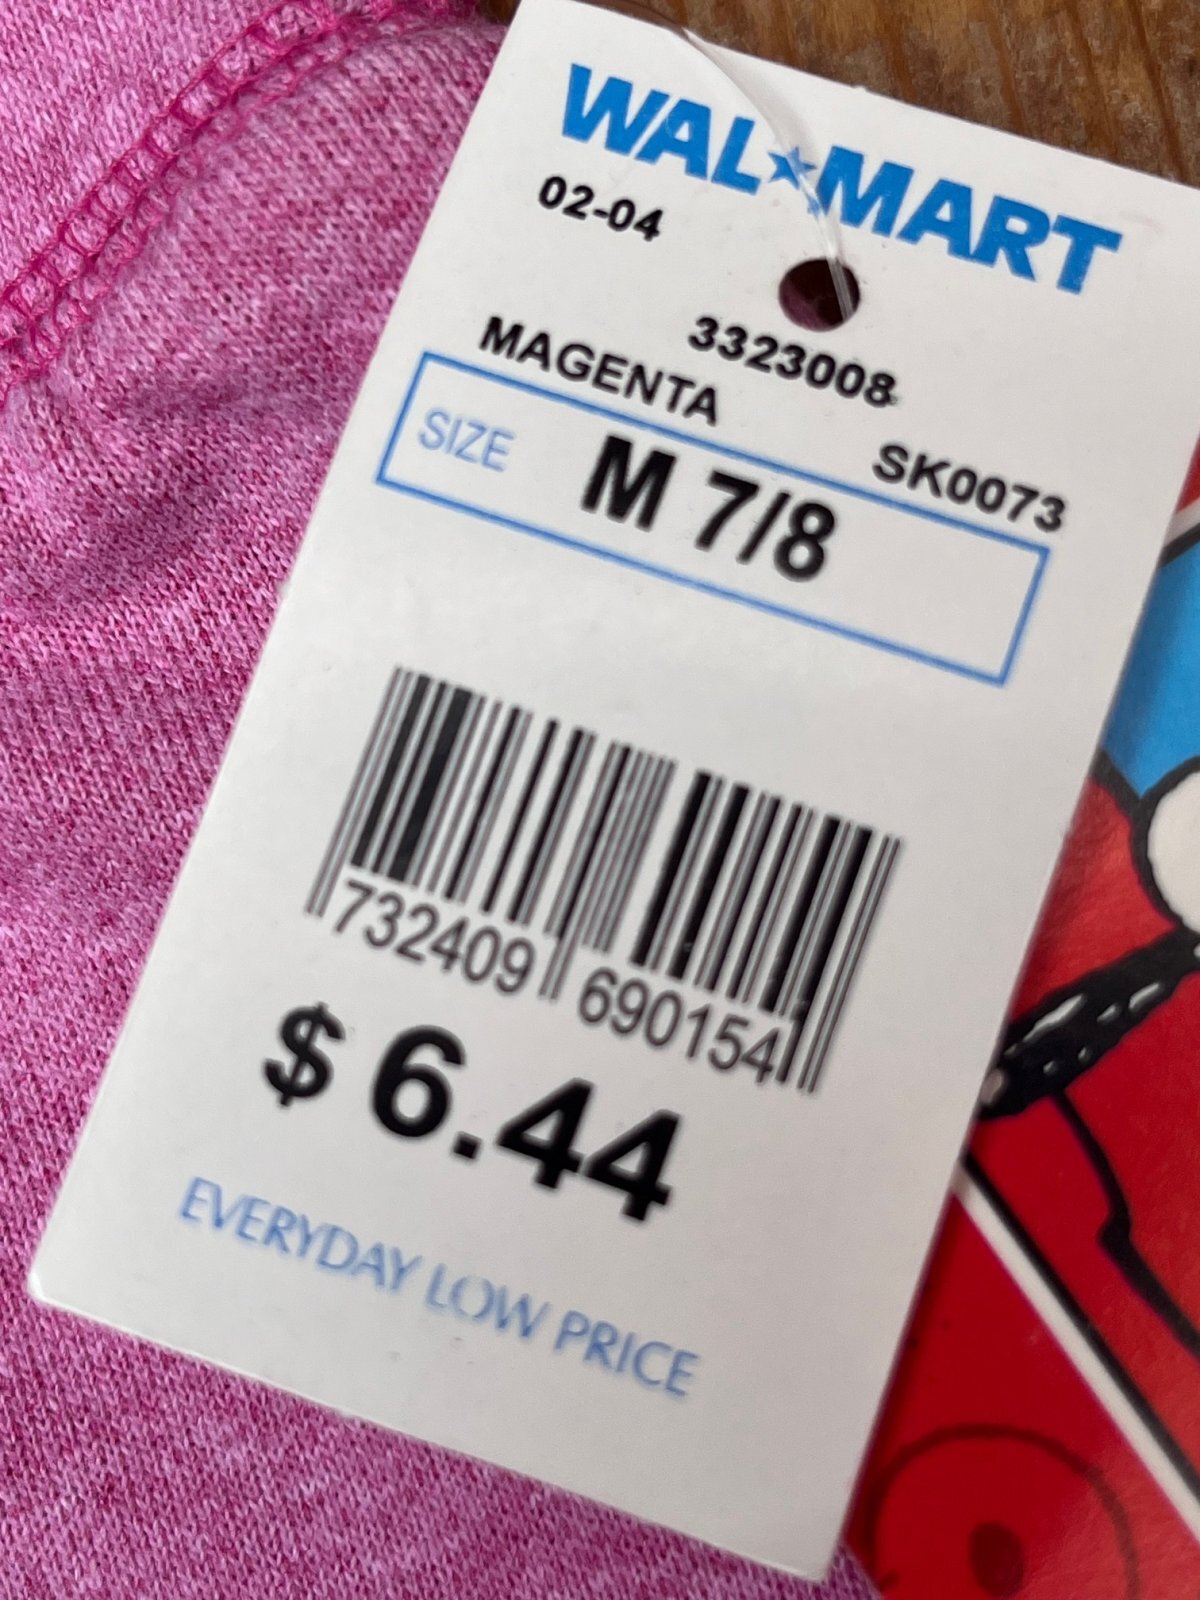 WAL★MART
02-04
3323008
MAGENTA
SK0073
SIZE M 7/8
732409 690154
$ 6.44
EVERYDAY LOW PRICE